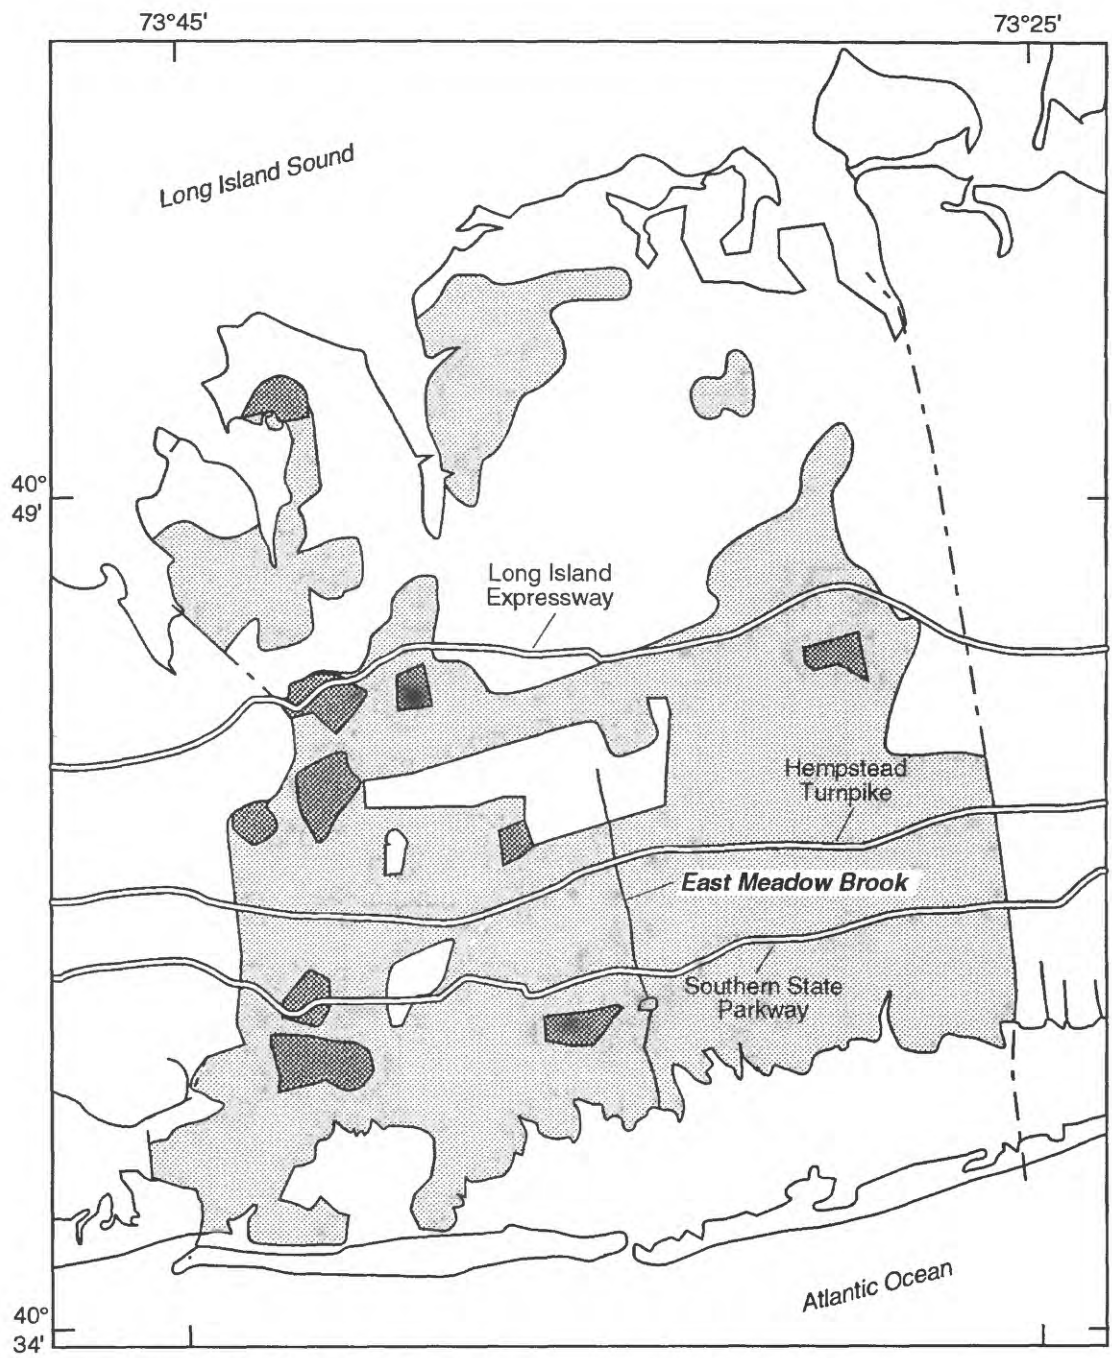 73°45'
73°25'
Long Island Sound
40°
49'
Long Island
Expressway
Hempstead
Turnpike
East Meadow Brook
Southern State
Parkway
Atlantic Ocean
40°
34'